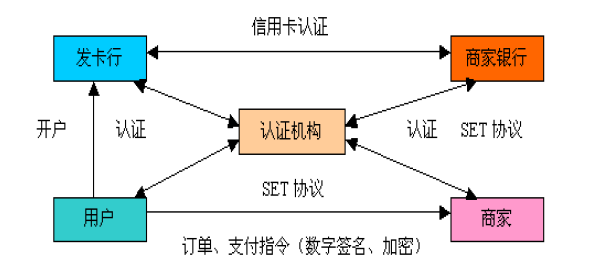 信用卡认证
发卡行
商家银行
开户
认证
认证机构
认证
SET 协议
SET 协议
用户
商家
订单、支付指令（数字签名、加密）